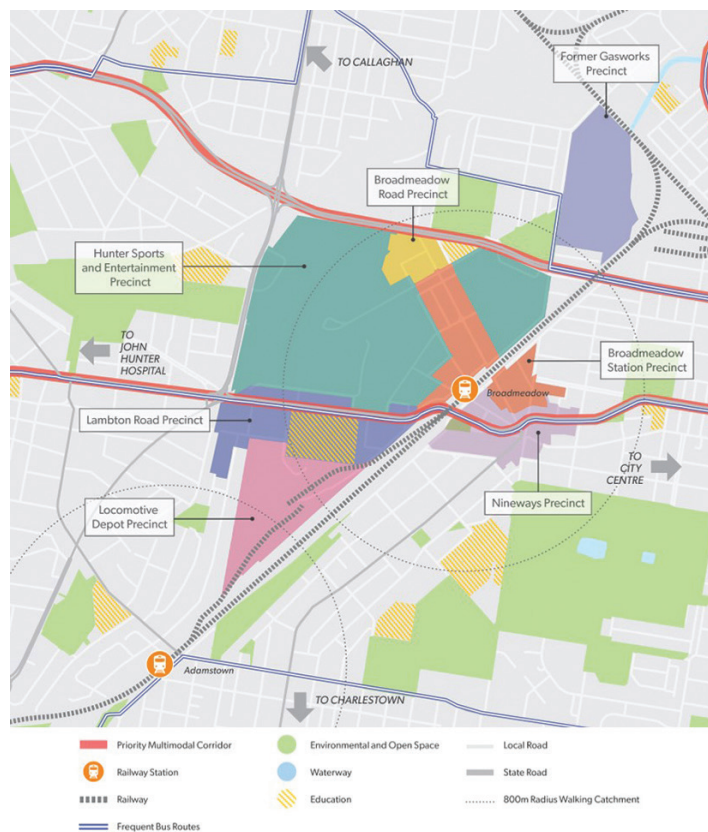 TO CALLAGHAN
Former Gasworks
Precinct
Broadmeadow
Road Precinct
Hunter Sports
and Entertainment
Precinct
TO
JOHN
HUNTER
HOSPITAL
Broadmeadow
Station Precinct
Broadmeadow
Lambton Road Precinct
TO
CITY
CENTRE
Nineways Precinct
Locomotive
Depot Precinct
Adamstown
TO CHARLESTOWN
Priority Multimodal Corridor
Environmental and Open Space
Local Road
Railway Station
Waterway
State Road
Railway
Education
800m Radius Walking Catchment
Frequent Bus Routes